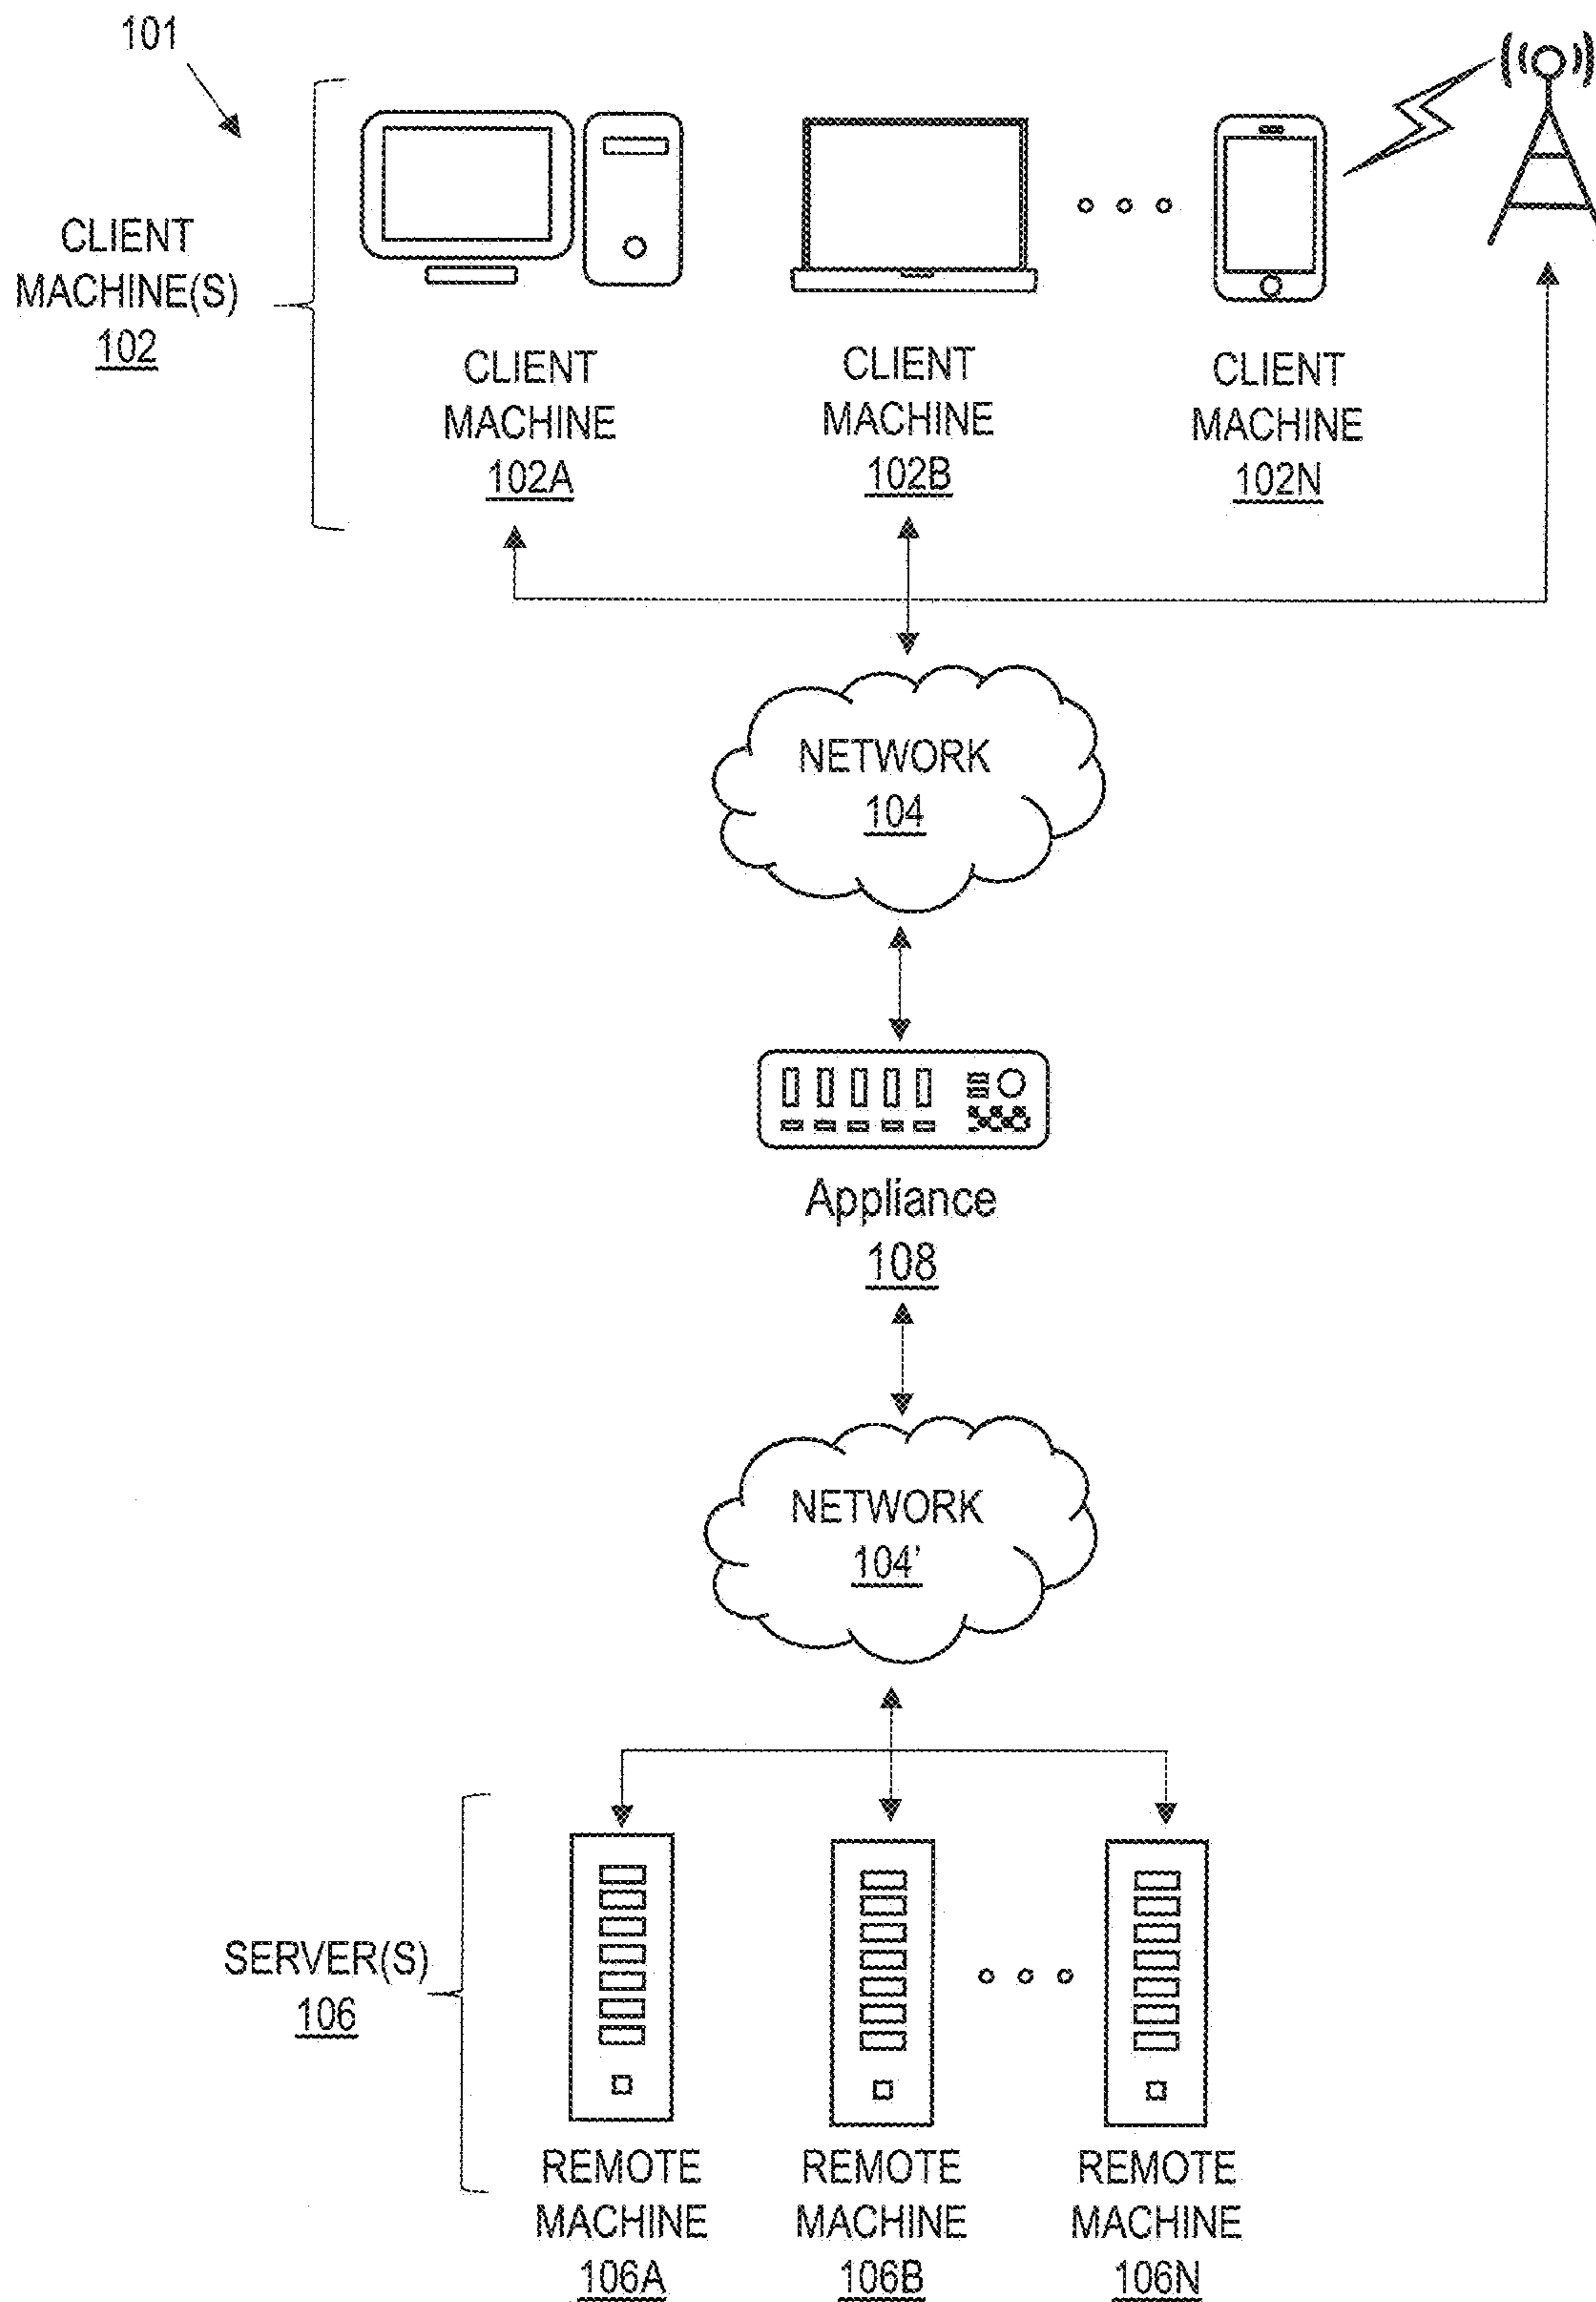 101
CLIENT
MACHINE(S)
102
CLIENT
MACHINE
102A
CLIENT
MACHINE
102B
CLIENT
MACHINE
102N
NETWORK
104
Appliance
108
NETWORK
104'
SERVER(S)
106
REMOTE
MACHINE
106A
REMOTE
MACHINE
106B
REMOTE
MACHINE
106N